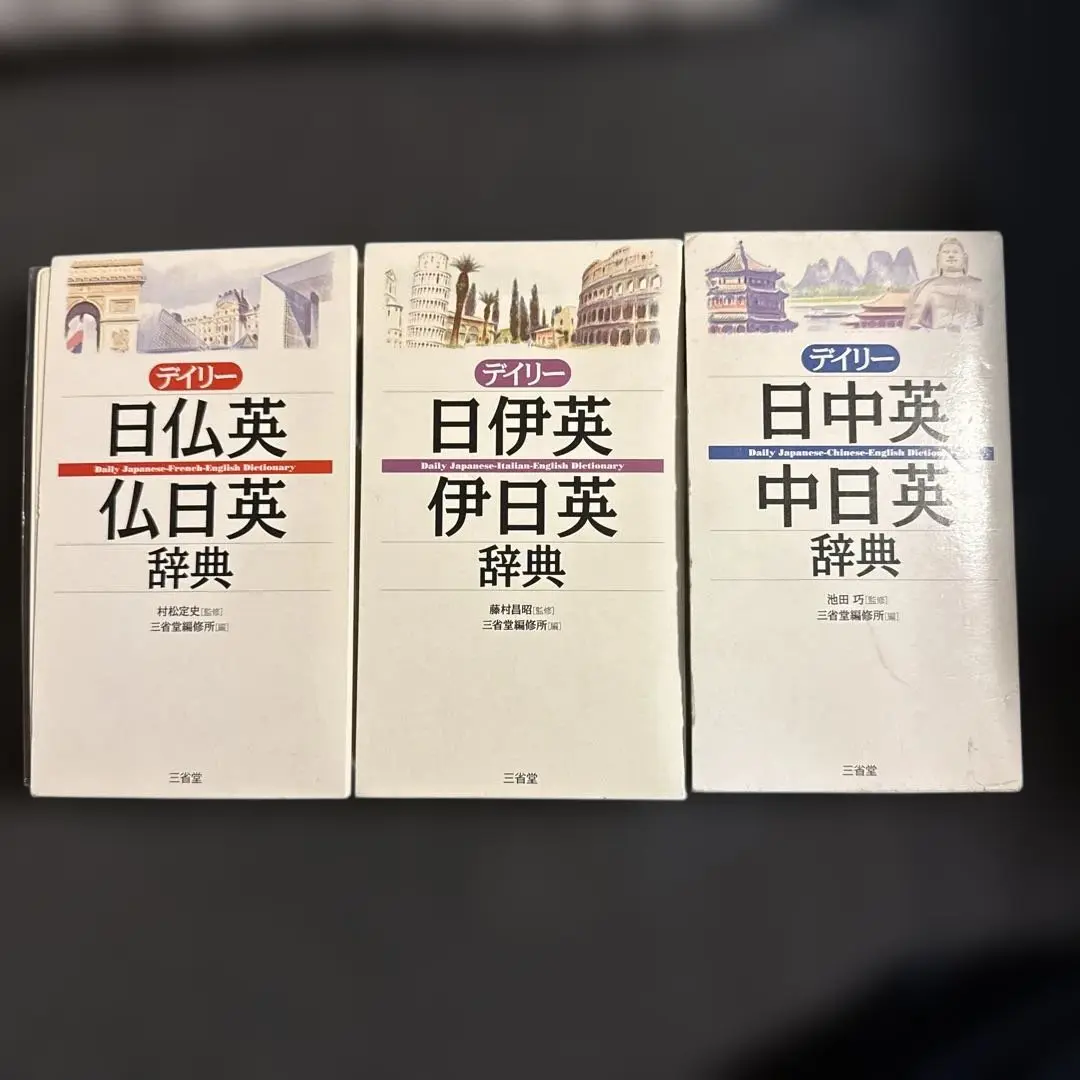 デイリー
日仏英
Daily Japanese-French-English Dictionary
仏日英
辞典
村松定史[監修]
三省堂編修所[編]
三省堂
デイリー
日伊英
Daily Japanese-Italian-English Dictionary
伊日英
辞典
藤村昌昭[監修]
三省堂編修所[編]
三省堂
デイリー
日中英
Daily Japanese-Chinese-English
中日英
辞典
池田 巧[監修]
三省堂編修所[編]
三省堂